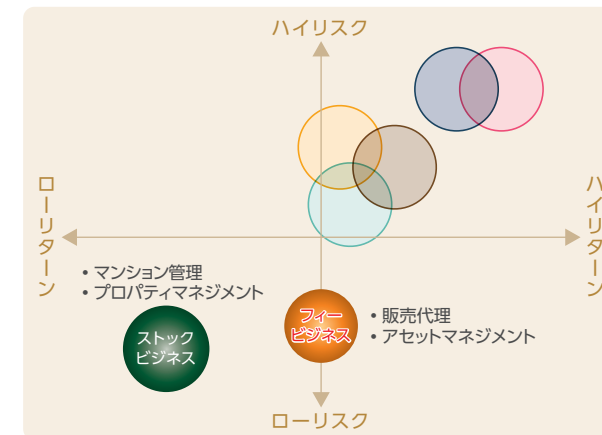 ハイリスク
ローリターン
ハイリターン
・マンション管理
・プロパティマネジメント
ストック
ビジネス
フィー
ビジネス
・販売代理
・アセットマネジメント
ローリスク